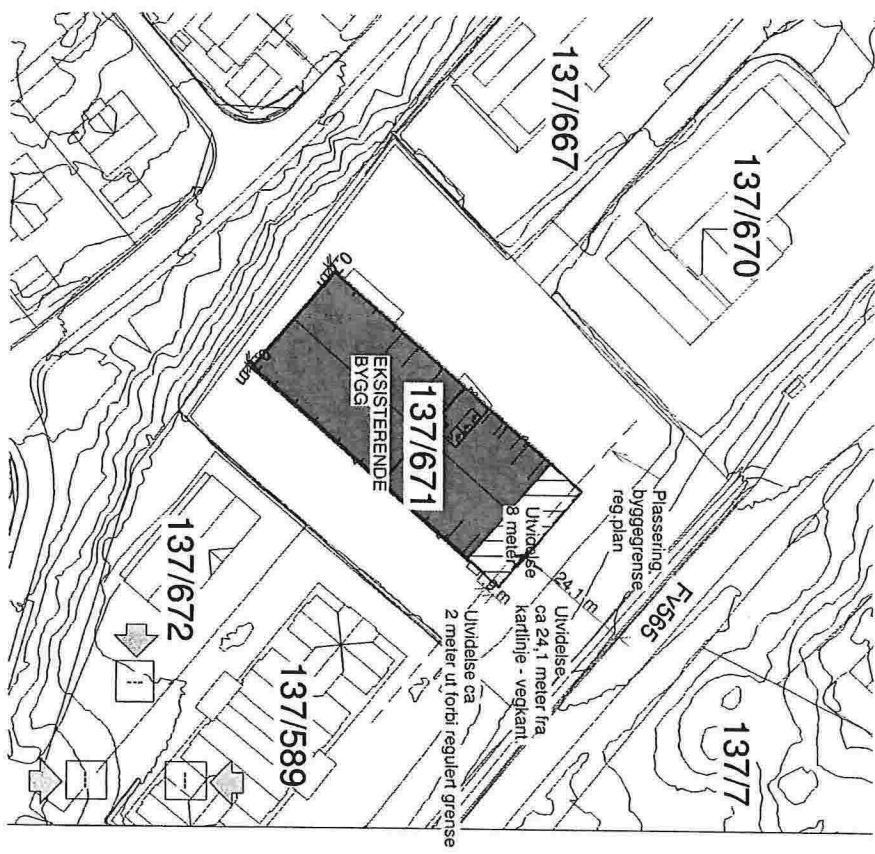 137/667
137/670
137/671
EKSISTERENDE
BYGG
Utvidelse
8 meter
Plassering
byggegrense
reg.plan
24,1 m
Fv565
Utvidelse
ca 24,1 meter fra
kartlinje - vegkant
Utvidelse ca
2 meter ut forbi regulert grense
137/7
137/672
137/589